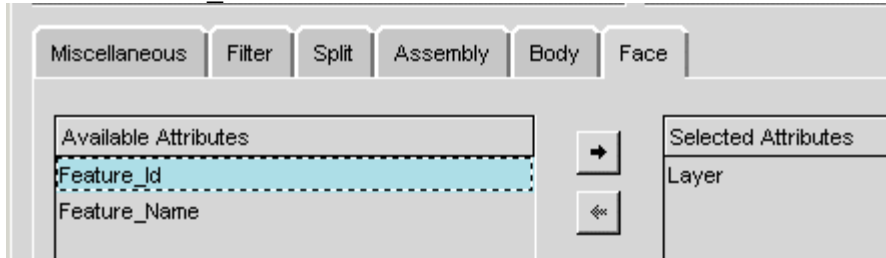 Miscellaneous Filter Split Assembly Body Face
Available Attributes Selected Attributes
Feature_Id Layer
Feature_Name